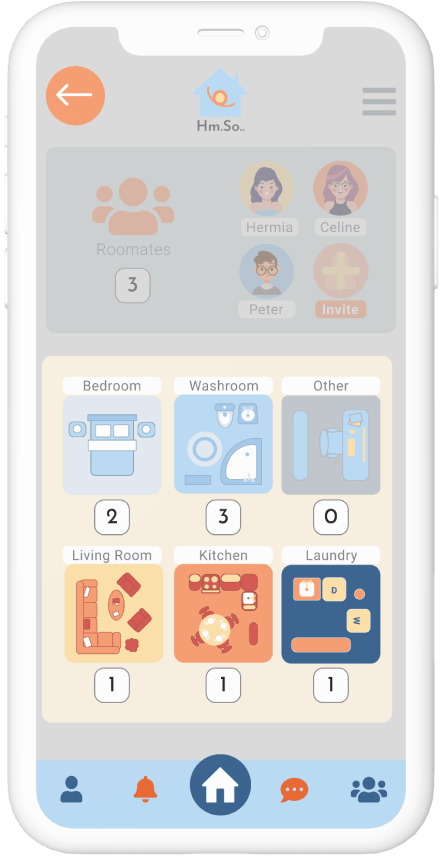 Hm.So..
Roomates
3
Hermia
Celine
Peter
Invite
Bedroom
Washroom
Other
2
3
0
Living Room
Kitchen
Laundry
D
W
1
1
1